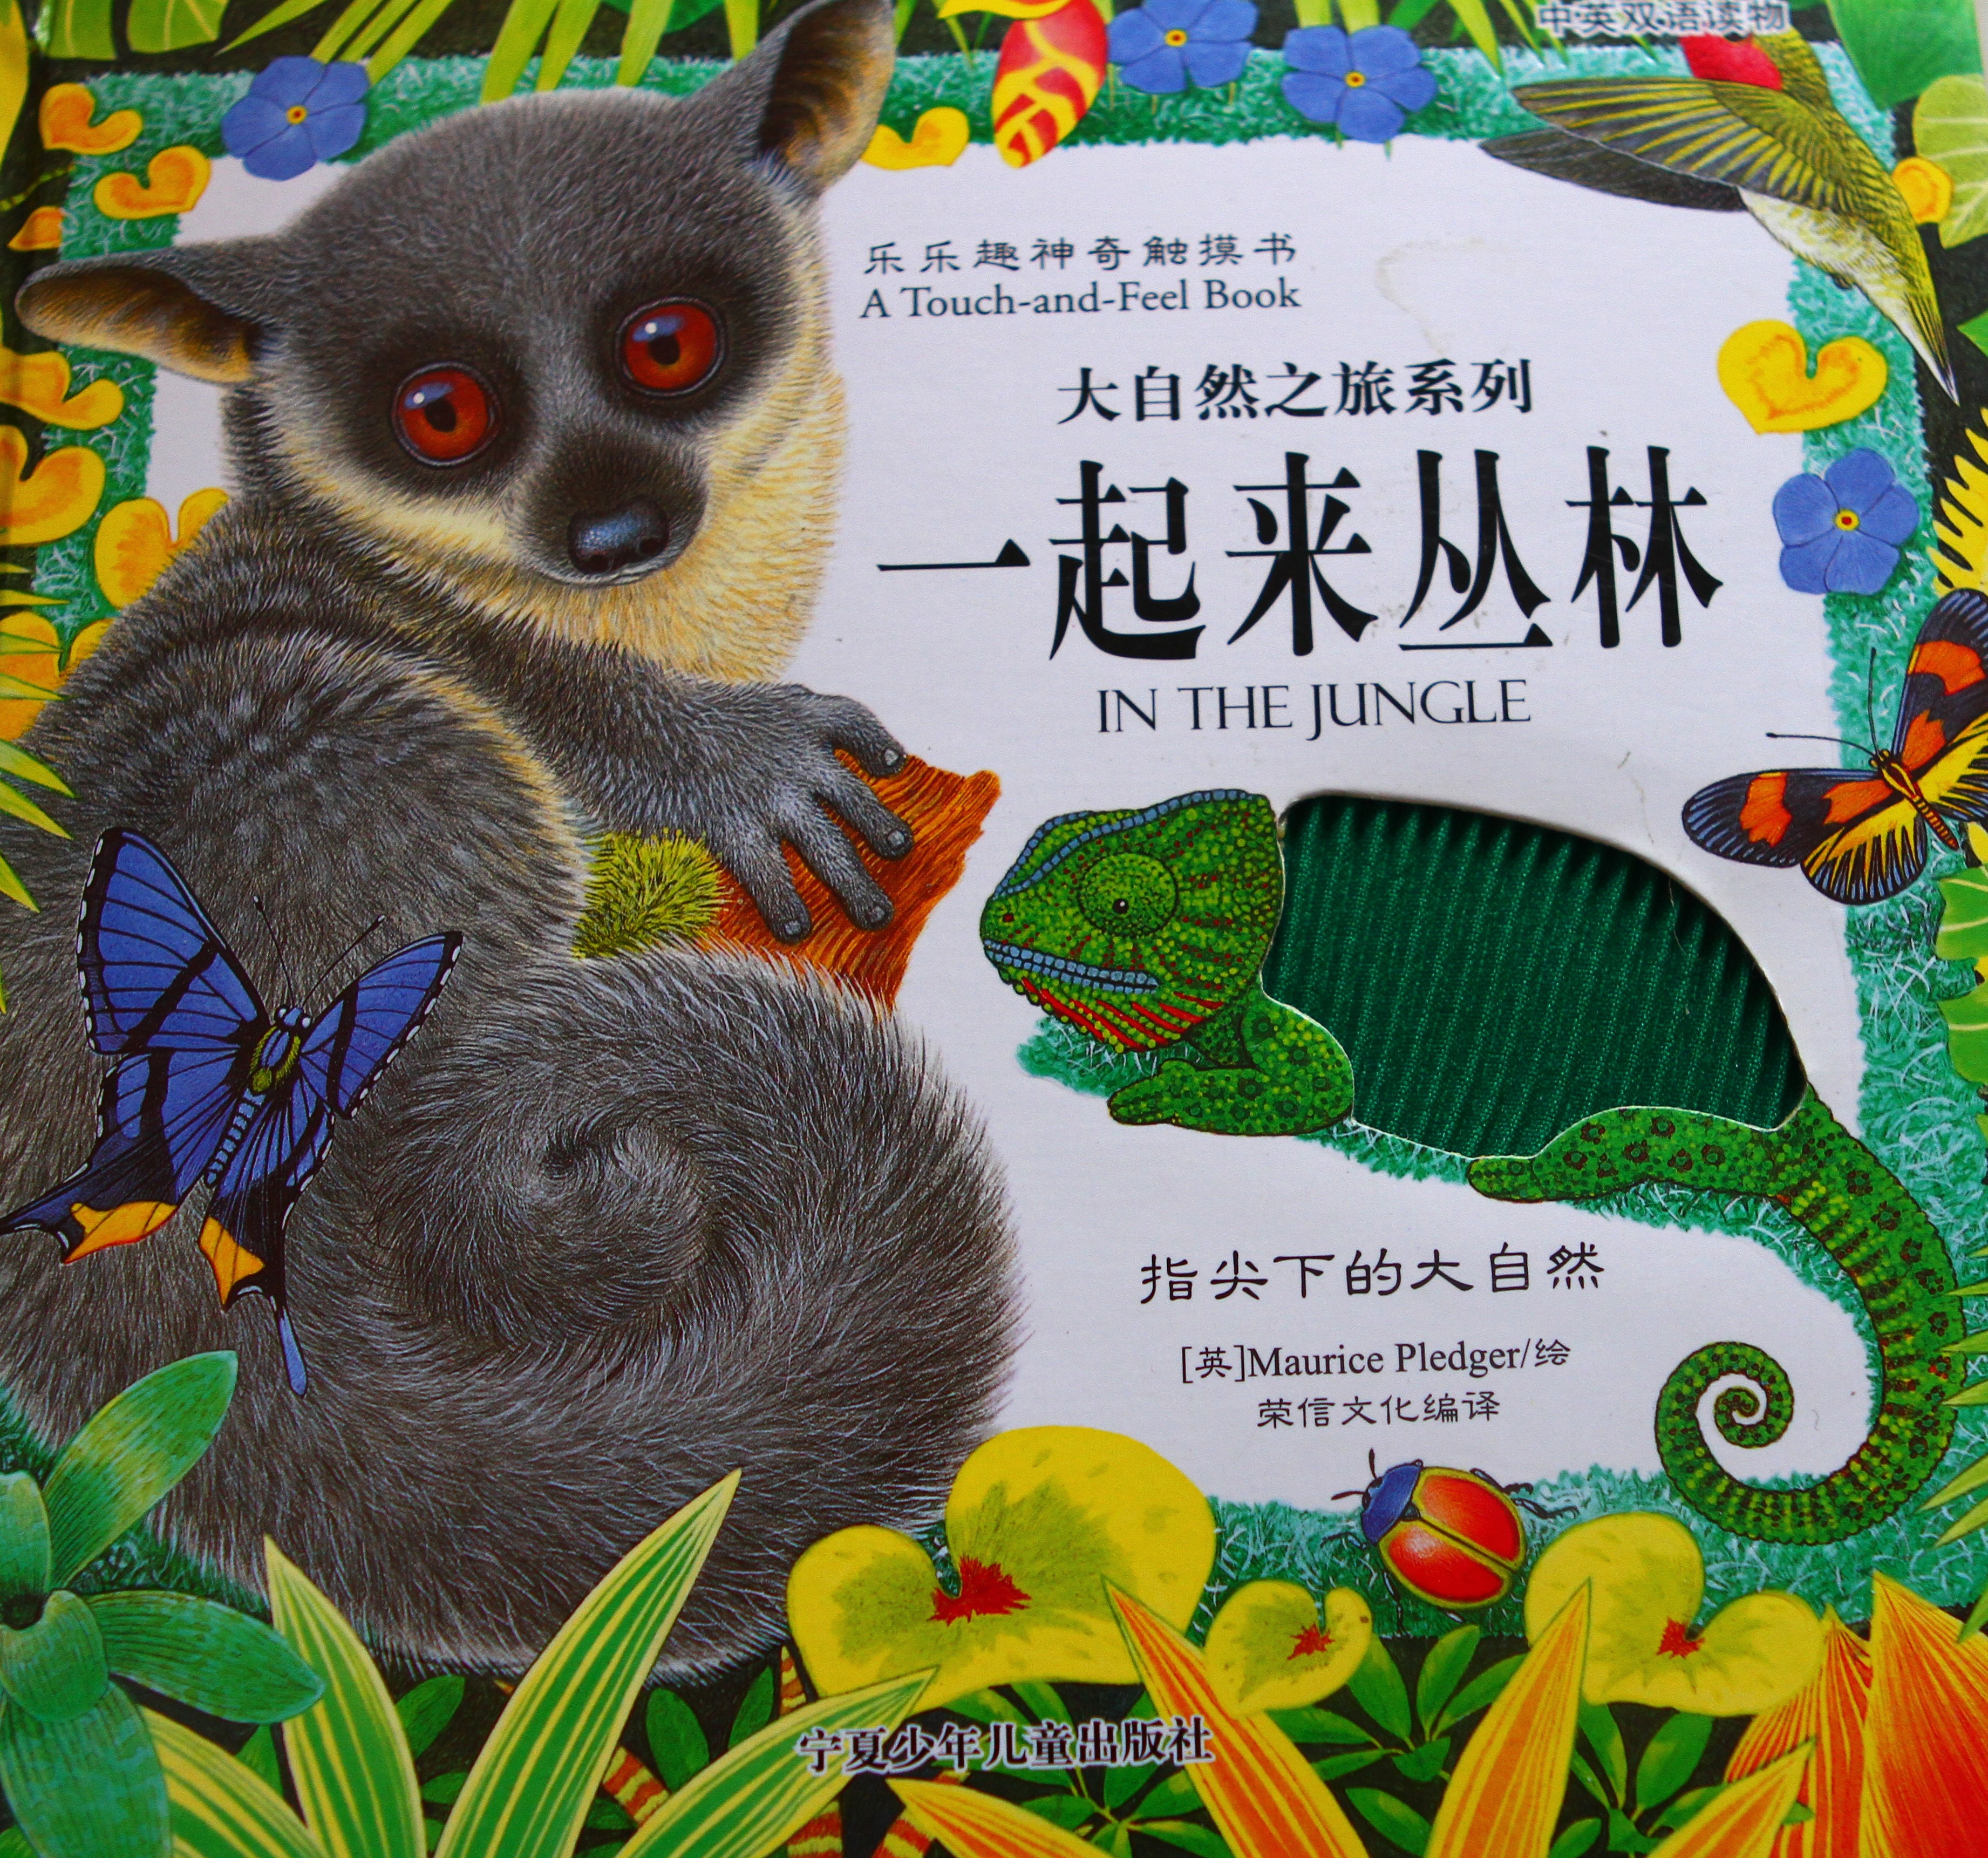 中英双语读物
乐乐趣神奇触摸书
A Touch-and-Feel Book
大自然之旅系列
一起来丛林
IN THE JUNGLE
指尖下的大自然
[英]Maurice Pledger/绘
荣信文化编译
宁夏少年儿童出版社